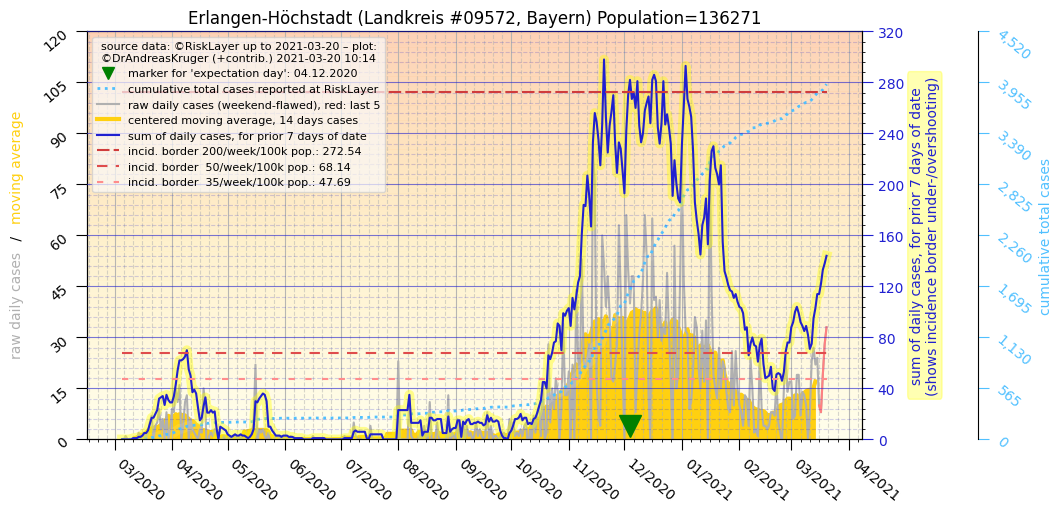 Erlangen-Höchstadt (Landkreis #09572, Bayern) Population=136271
source data: ©RiskLayer up to 2021-03-20 – plot:
©DrAndreasKruger (+contrib.) 2021-03-20 10:14
marker for 'expectation day': 04.12.2020
cumulative total cases reported at RiskLayer
raw daily cases (weekend-flawed), red: last 5
centered moving average, 14 days cases
sum of daily cases, for prior 7 days of date
incid. border 200/week/100k pop.: 272.54
incid. border 50/week/100k pop.: 68.14
incid. border 35/week/100k pop.: 47.69
raw daily cases / moving average
120
105
90
75
60
45
30
15
0
320
280
240
200
160
120
80
40
0
sum of daily cases, for prior 7 days of date
(shows incidence border under-/overshooting)
4,520
3,955
3,390
2,825
2,260
1,695
1,130
565
0
cumulative total cases
03/2020
04/2020
05/2020
06/2020
07/2020
08/2020
09/2020
10/2020
11/2020
12/2020
01/2021
02/2021
03/2021
04/2021